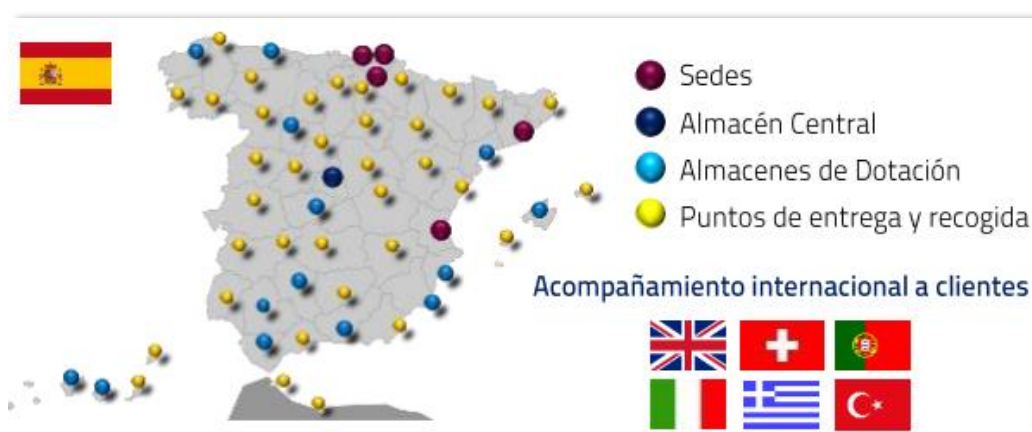 Sedes
Almacén Central
Almacenes de Dotación
Puntos de entrega y recogida
Acompañamiento internacional a clientes